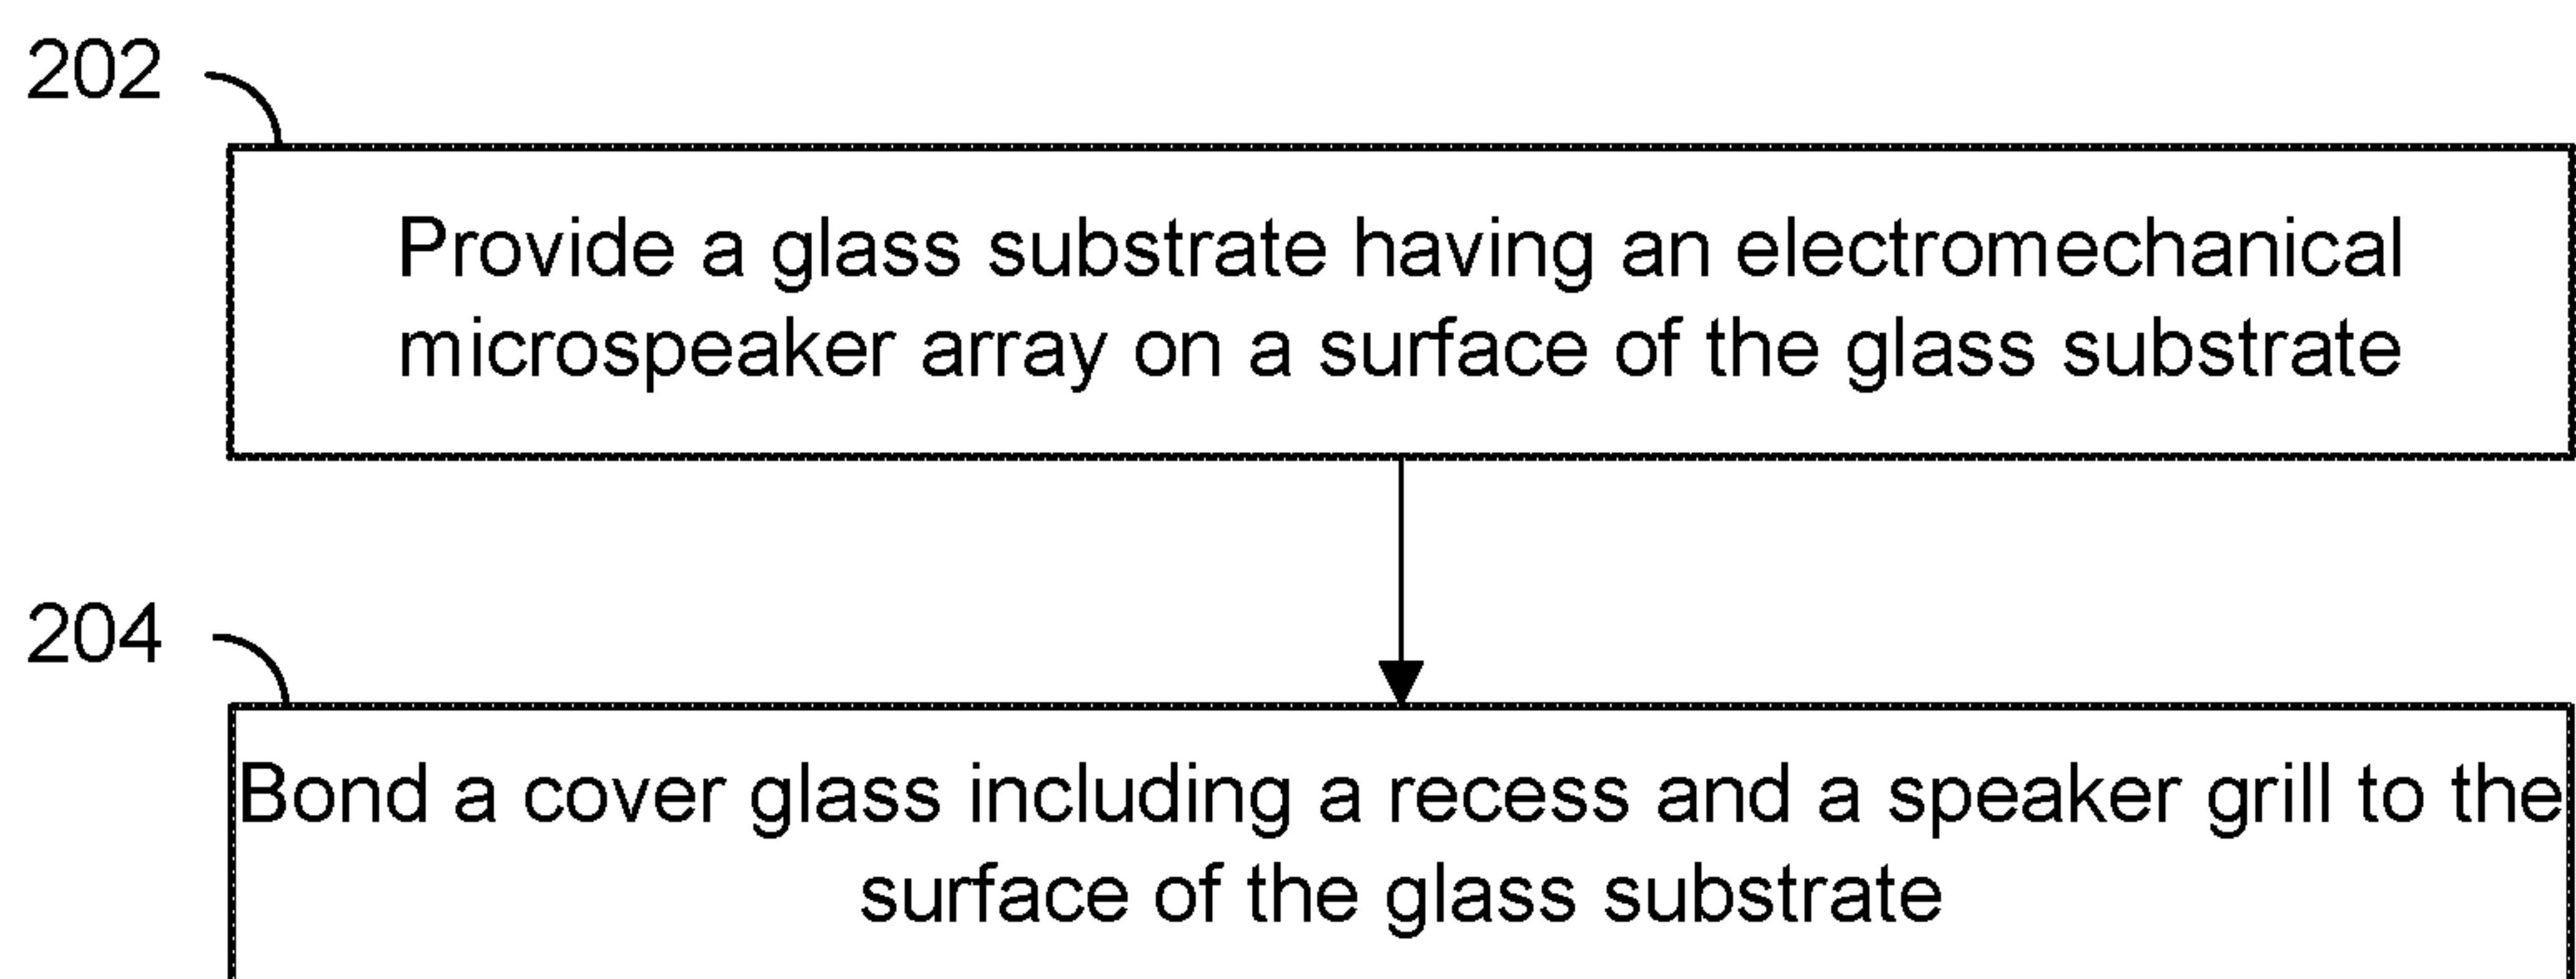 202
Provide a glass substrate having an electromechanical
microspeaker array on a surface of the glass substrate
204
Bond a cover glass including a recess and a speaker grill to the
surface of the glass substrate